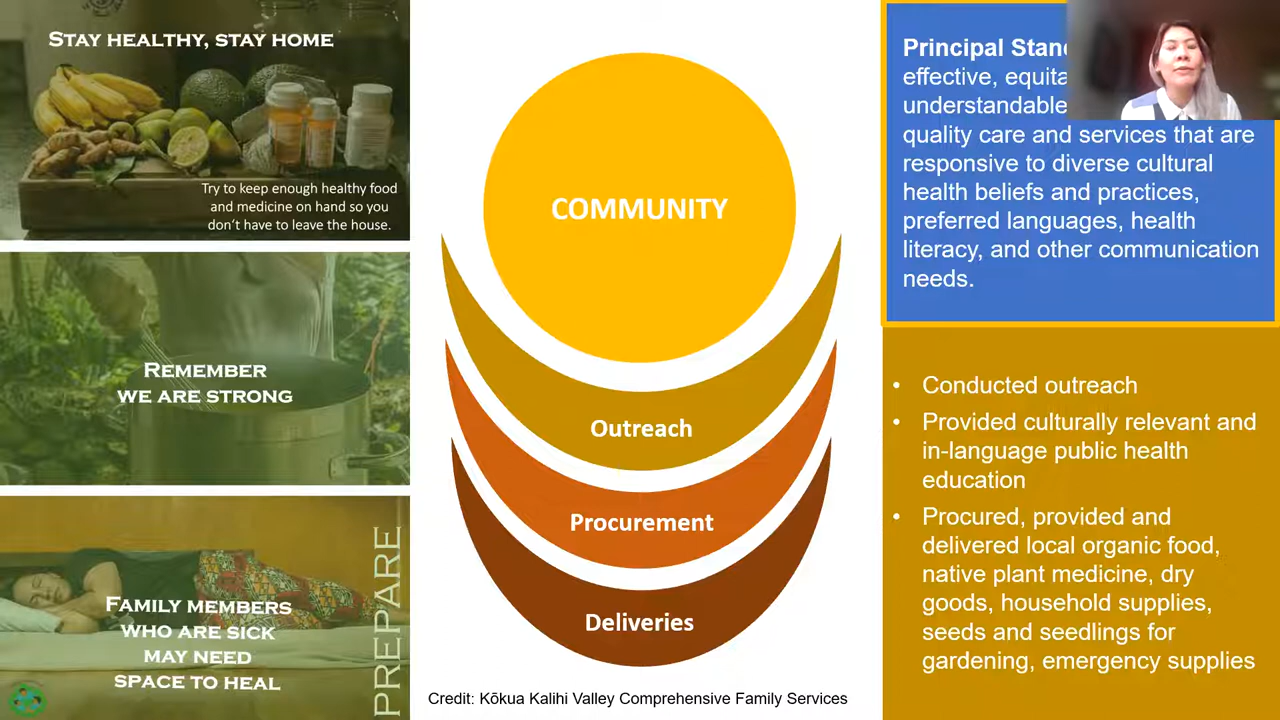 STAY HEALTHY, STAY HOME
Try to keep enough healthy food
and medicine on hand so you
don't have to leave the house.
REMEMBER
WE ARE STRONG
FAMILY MEMBERS
WHO ARE SICK
MAY NEED
SPACE TO HEAL
PREPARE
COMMUNITY
Outreach
Procurement
Deliveries
Credit: Kōkua Kalihi Valley Comprehensive Family Services
Principal
effective,
understandable
quality care and services that are
responsive to diverse cultural
health beliefs and practices,
preferred languages, health
literacy, and other communication
needs.
• Conducted outreach
• Provided culturally relevant and
in-language public health
education
• Procured, provided and
delivered local organic food,
native plant medicine, dry
goods, household supplies,
seeds and seedlings for
gardening, emergency supplies